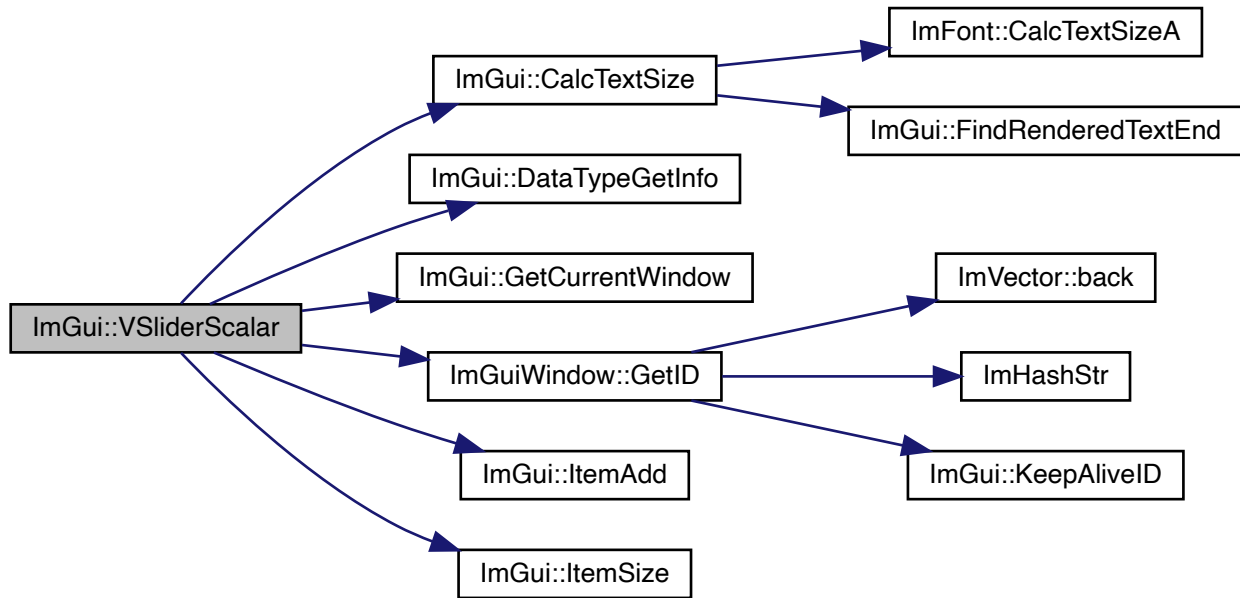 ImFont::CalcTextSizeA
ImGui::CalcTextSize
ImGui::FindRenderedTextEnd
ImGui::DataTypeGetInfo
ImGui::GetCurrentWindow
ImVector::back
ImGui::VSliderScalar
ImGuiWindow::GetID
ImHashStr
ImGui::ItemAdd
ImGui::KeepAliveID
ImGui::ItemSize